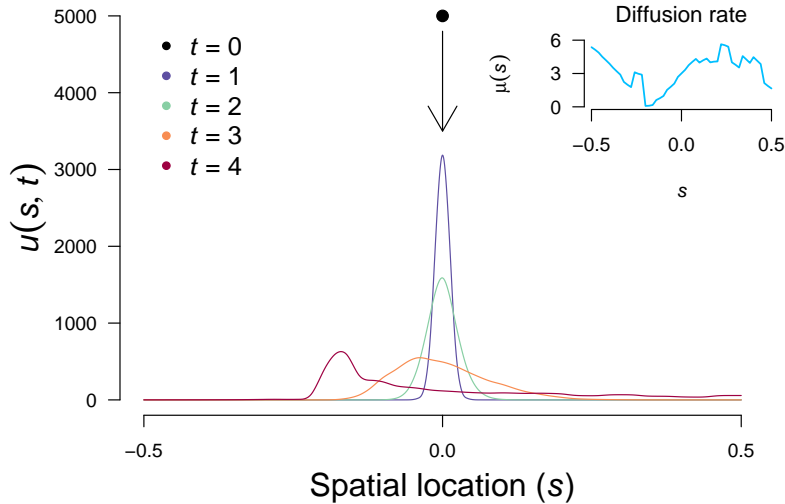 5000
4000
3000
2000
1000
0
u(s, t)
t = 0
t = 1
t = 2
t = 3
t = 4
−0.5
0.0
0.5
Spatial location (s)
Diffusion rate
6
3
0
μ(s)
−0.5
0.0
0.5
s